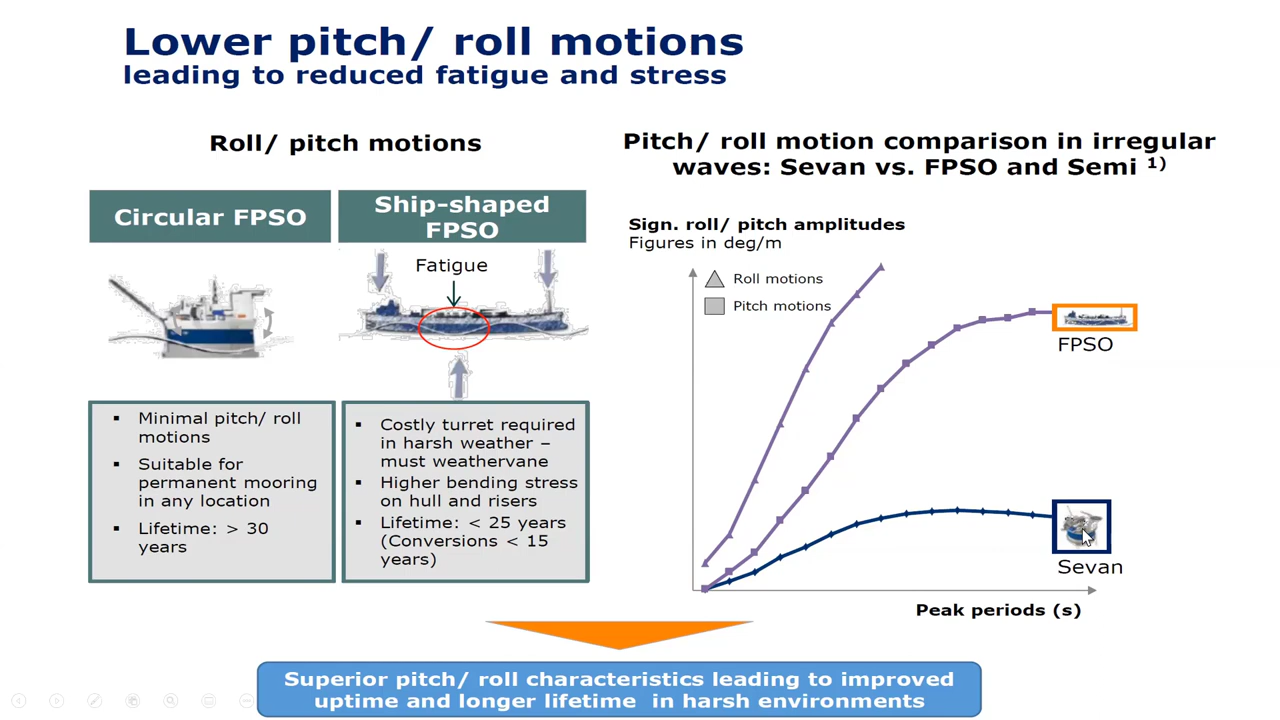 Lower pitch/ roll motions
leading to reduced fatigue and stress
Roll/ pitch motions
Circular FPSO
Ship-shaped
FPSO
Fatigue
▪ Minimal pitch/ roll
motions
▪ Suitable for
permanent mooring
in any location
▪ Lifetime: > 30
years
▪ Costly turret required
in harsh weather –
must weathervane
▪ Higher bending stress
on hull and risers
▪ Lifetime: < 25 years
(Conversions < 15
years)
Pitch/ roll motion comparison in irregular
waves: Sevan vs. FPSO and Semi 1)
Sign. roll/ pitch amplitudes
Figures in deg/m
Roll motions
Pitch motions
FPSO
Sevan
Peak periods (s)
Superior pitch/ roll characteristics leading to improved
uptime and longer lifetime in harsh environments